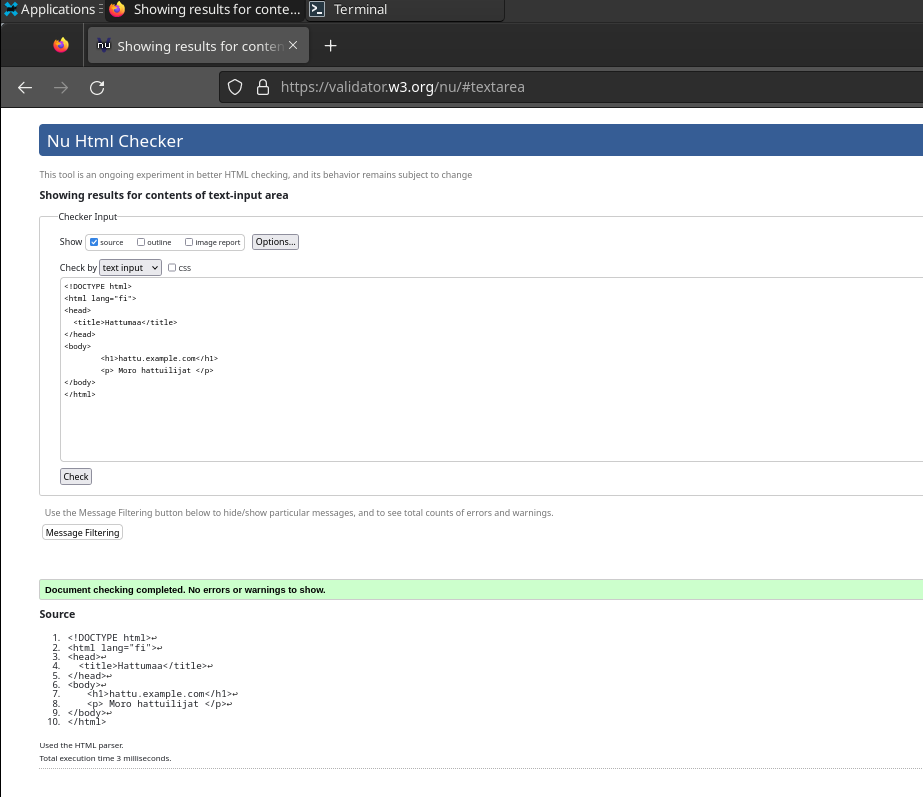 Applications
Showing results for conte...
Terminal
nu Showing results for conten
https://validator.w3.org/nu/#textarea
Nu Html Checker
This tool is an ongoing experiment in better HTML checking, and its behavior remains subject to change
Showing results for contents of text-input area
Checker Input
Show source outline image report Options...
Check by text input css
<!DOCTYPE html>
<html lang="fi">
<head>
  <title>Hattumaa</title>
</head>
<body>
        <h1>hattu.example.com</h1>
        <p> Moro hattuilijat </p>
</body>
</html>
Check
Use the Message Filtering button below to hide/show particular messages, and to see total counts of errors and warnings.
Message Filtering
Document checking completed. No errors or warnings to show.
Source
1. <!DOCTYPE html>↩
2. <html lang="fi">↩
3. <head>↩
4.   <title>Hattumaa</title>↩
5. </head>↩
6. <body>↩
7.     <h1>hattu.example.com</h1>↩
8.     <p> Moro hattuilijat </p>↩
9. </body>↩
10. </html>
Used the HTML parser.
Total execution time 3 milliseconds.